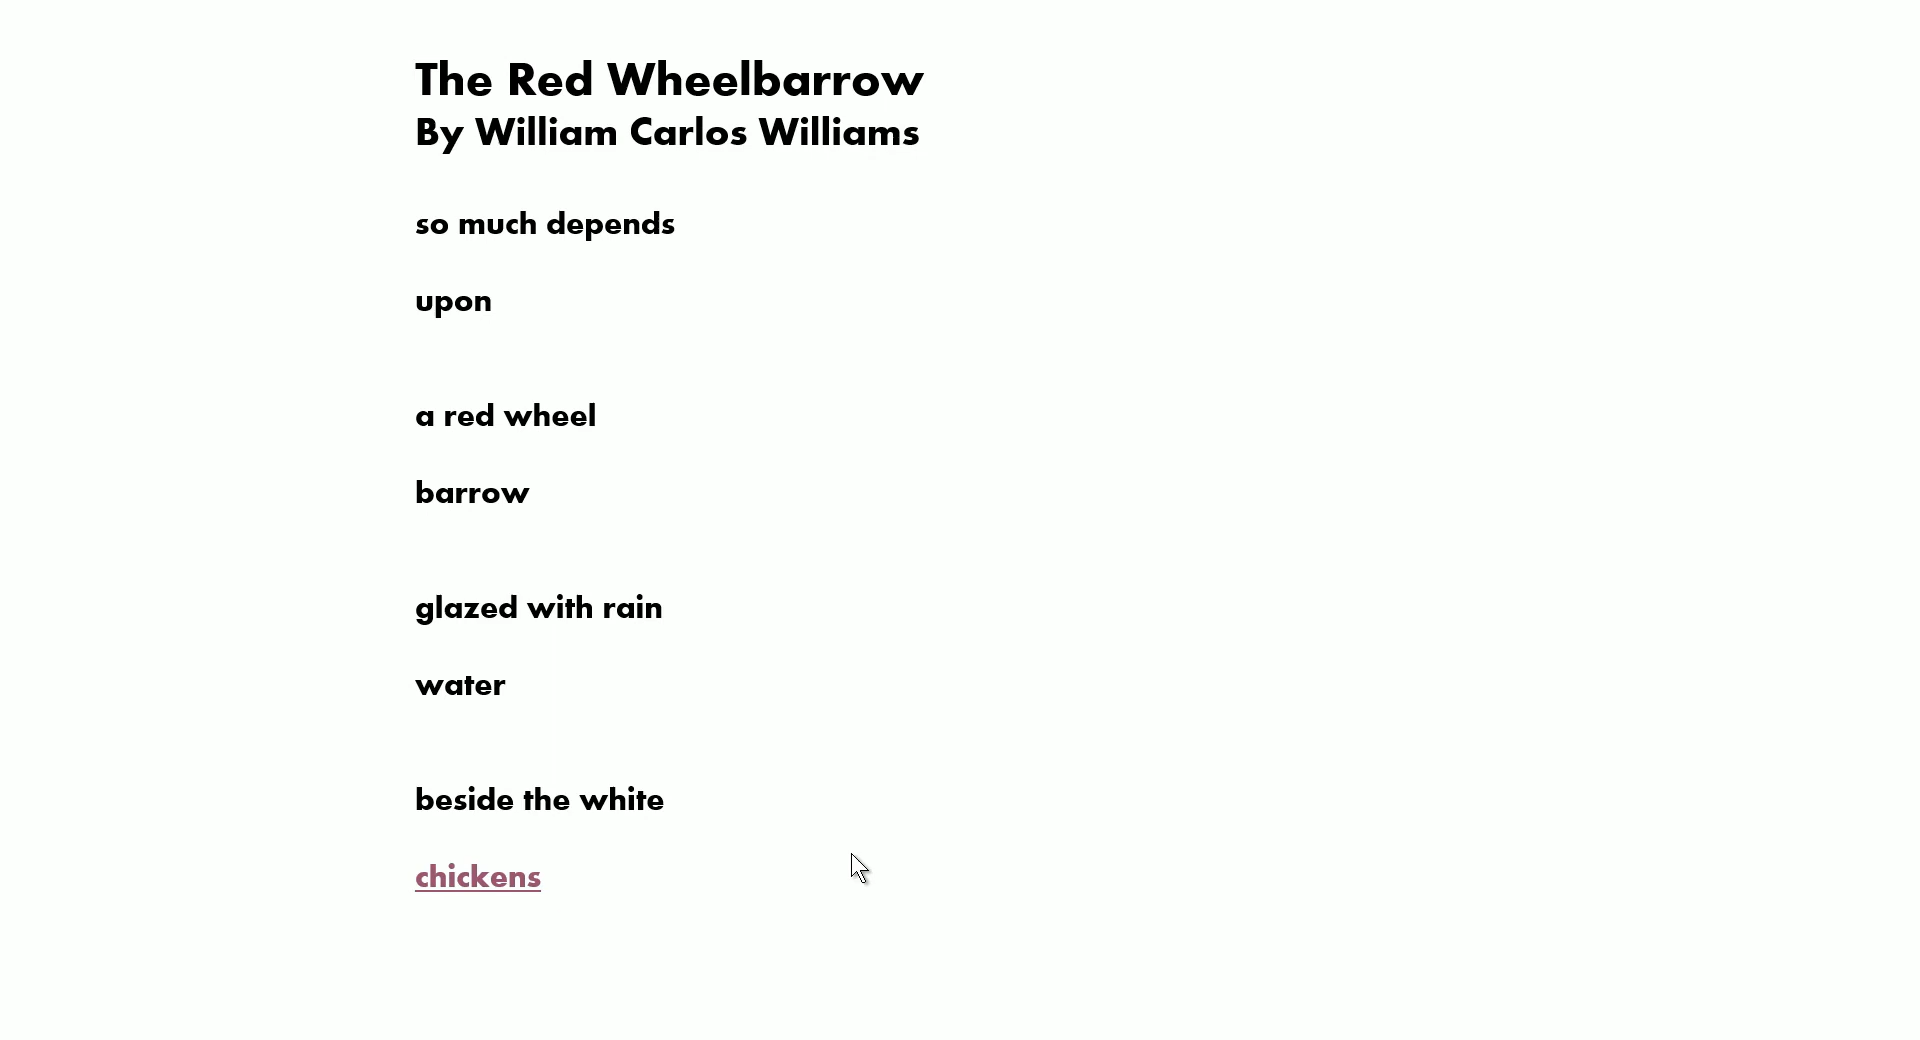 The Red Wheelbarrow
By William Carlos Williams
so much depends
upon
a red wheel
barrow
glazed with rain
water
beside the white
chickens